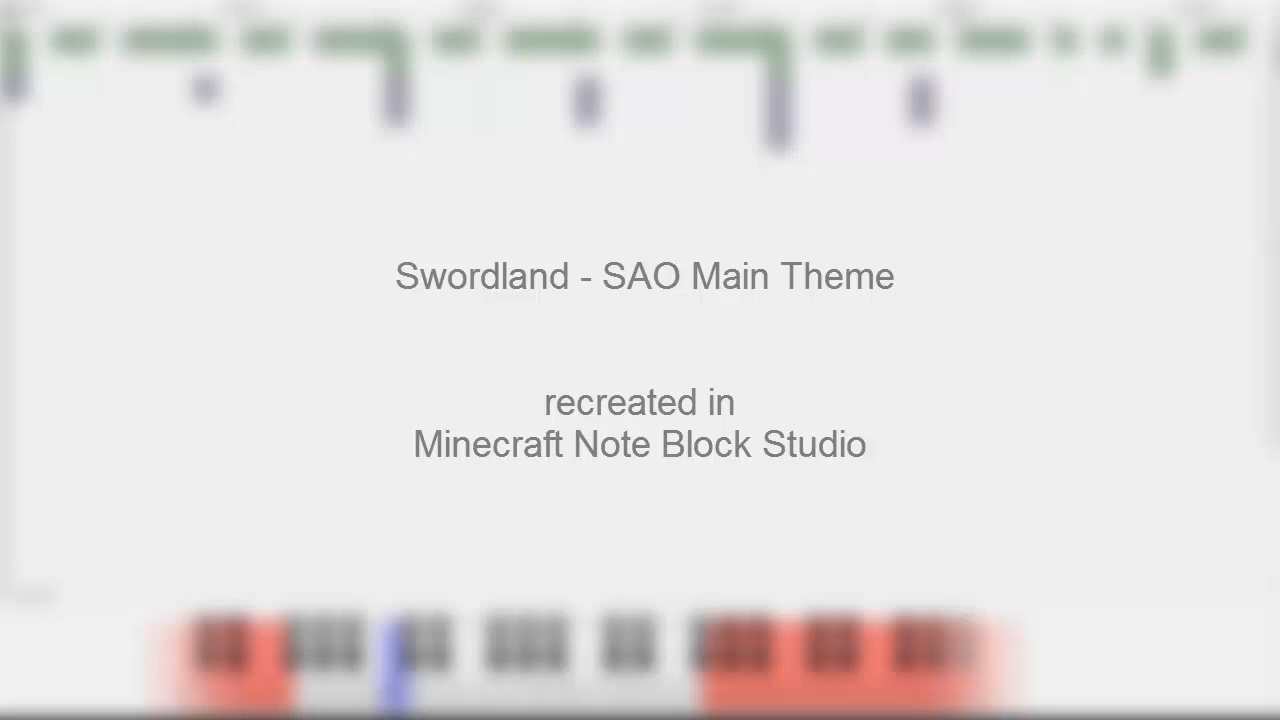 Swordland - SAO Main Theme
recreated in
Minecraft Note Block Studio